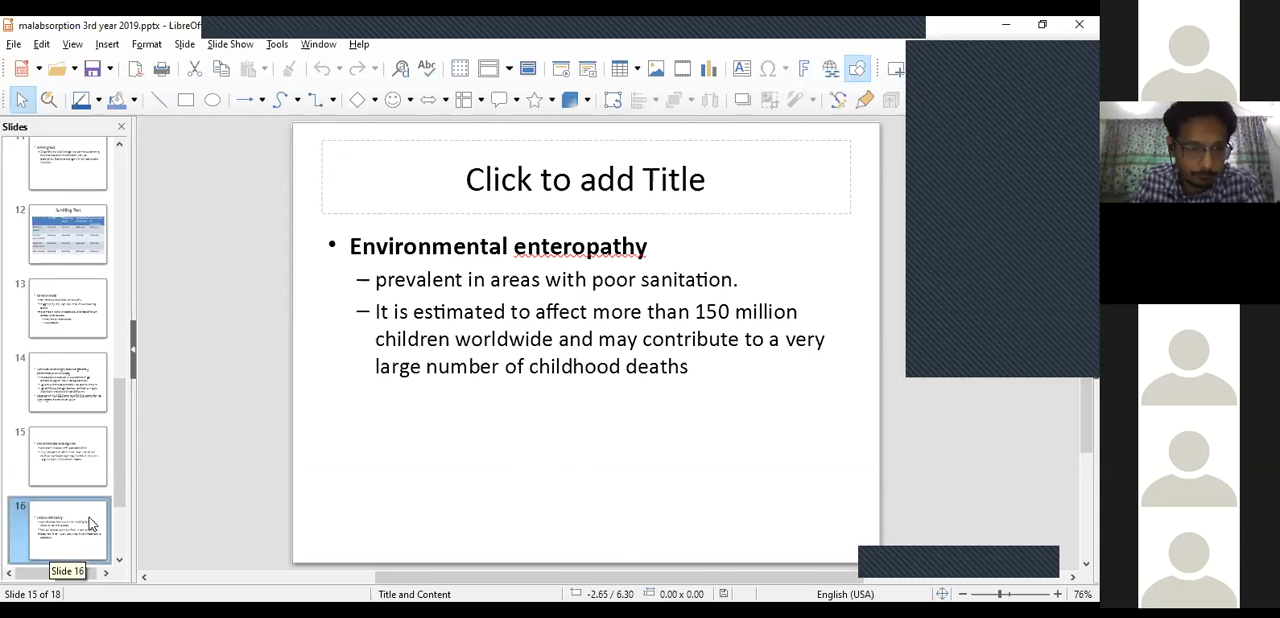 malabsorption 3rd year 2019.pptx - LibreOf
File Edit View Insert Format Slide Slide Show Tools Window Help
Abc
Slides
12
13
14
15
16
Slide 16
Click to add Title
• Environmental enteropathy
– prevalent in areas with poor sanitation.
– It is estimated to affect more than 150 million
children worldwide and may contribute to a very
large number of childhood deaths
Slide 15 of 18
Title and Content
-2.65 / 6.30
0.00 x 0.00
English (USA)
76%